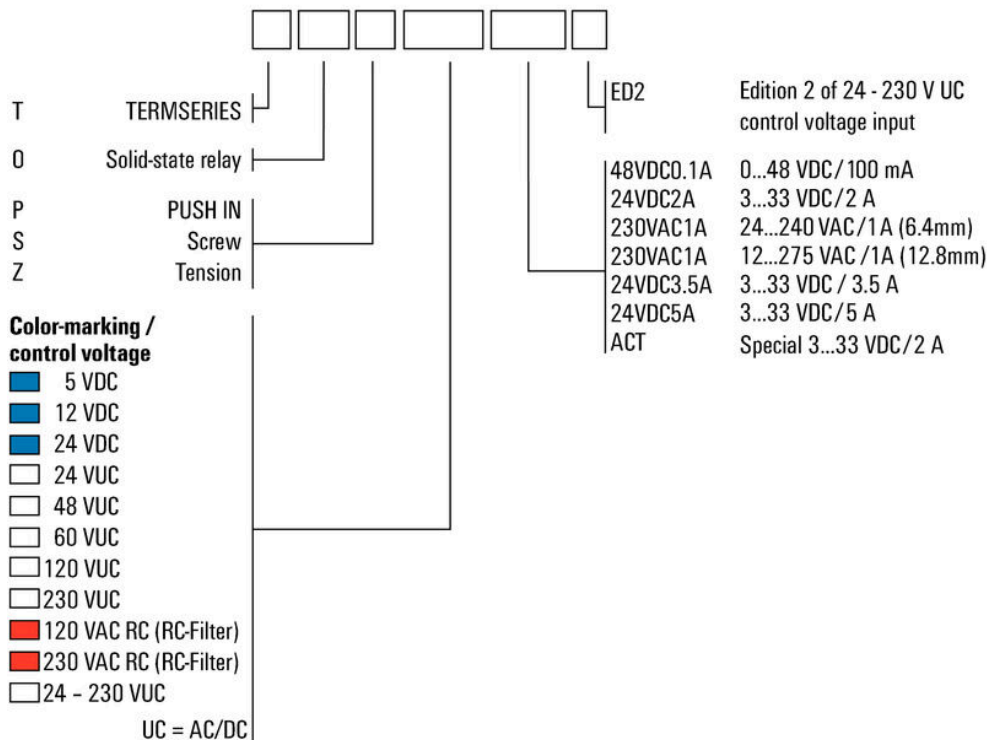 T TERMSERIES
O Solid-state relay
P PUSH IN
S Screw
Z Tension
Color-marking /
control voltage
5 VDC
12 VDC
24 VDC
24 VUC
48 VUC
60 VUC
120 VUC
230 VUC
120 VAC RC (RC-Filter)
230 VAC RC (RC-Filter)
24 – 230 VUC
UC = AC/DC
ED2 Edition 2 of 24 - 230 V UC
control voltage input
48VDC0.1A 0...48 VDC/100 mA
24VDC2A 3...33 VDC/2 A
230VAC1A 24...240 VAC/1A (6.4mm)
230VAC1A 12...275 VAC /1A (12.8mm)
24VDC3.5A 3...33 VDC / 3.5 A
24VDC5A 3...33 VDC/5 A
ACT Special 3...33 VDC/2 A